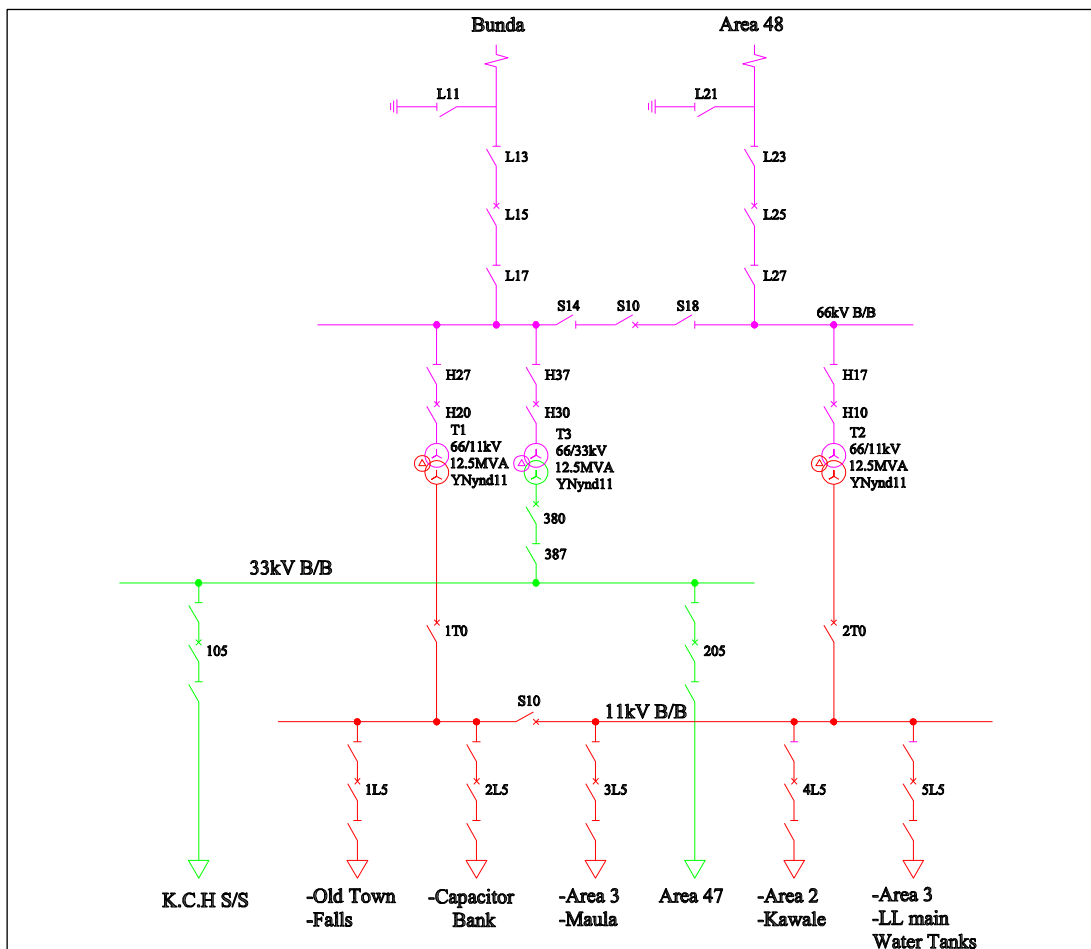 Bunda
Area 48
L11
L21
L13
L23
L15
L25
L17
L27
S14
S10
S18
66kV B/B
H27
H37
H17
H20
H30
H10
T1
66/11kV
12.5MVA
YNynd11
T3
66/33kV
12.5MVA
YNynd11
T2
66/11kV
12.5MVA
YNynd11
380
387
33kV B/B
1T0
2T0
105
205
S10
11kV B/B
1L5
2L5
3L5
4L5
5L5
K.C.H S/S
-Old Town
-Falls
-Capacitor
Bank
-Area 3
-Maula
Area 47
-Area 2
-Kawale
-Area 3
-LL main
Water Tanks